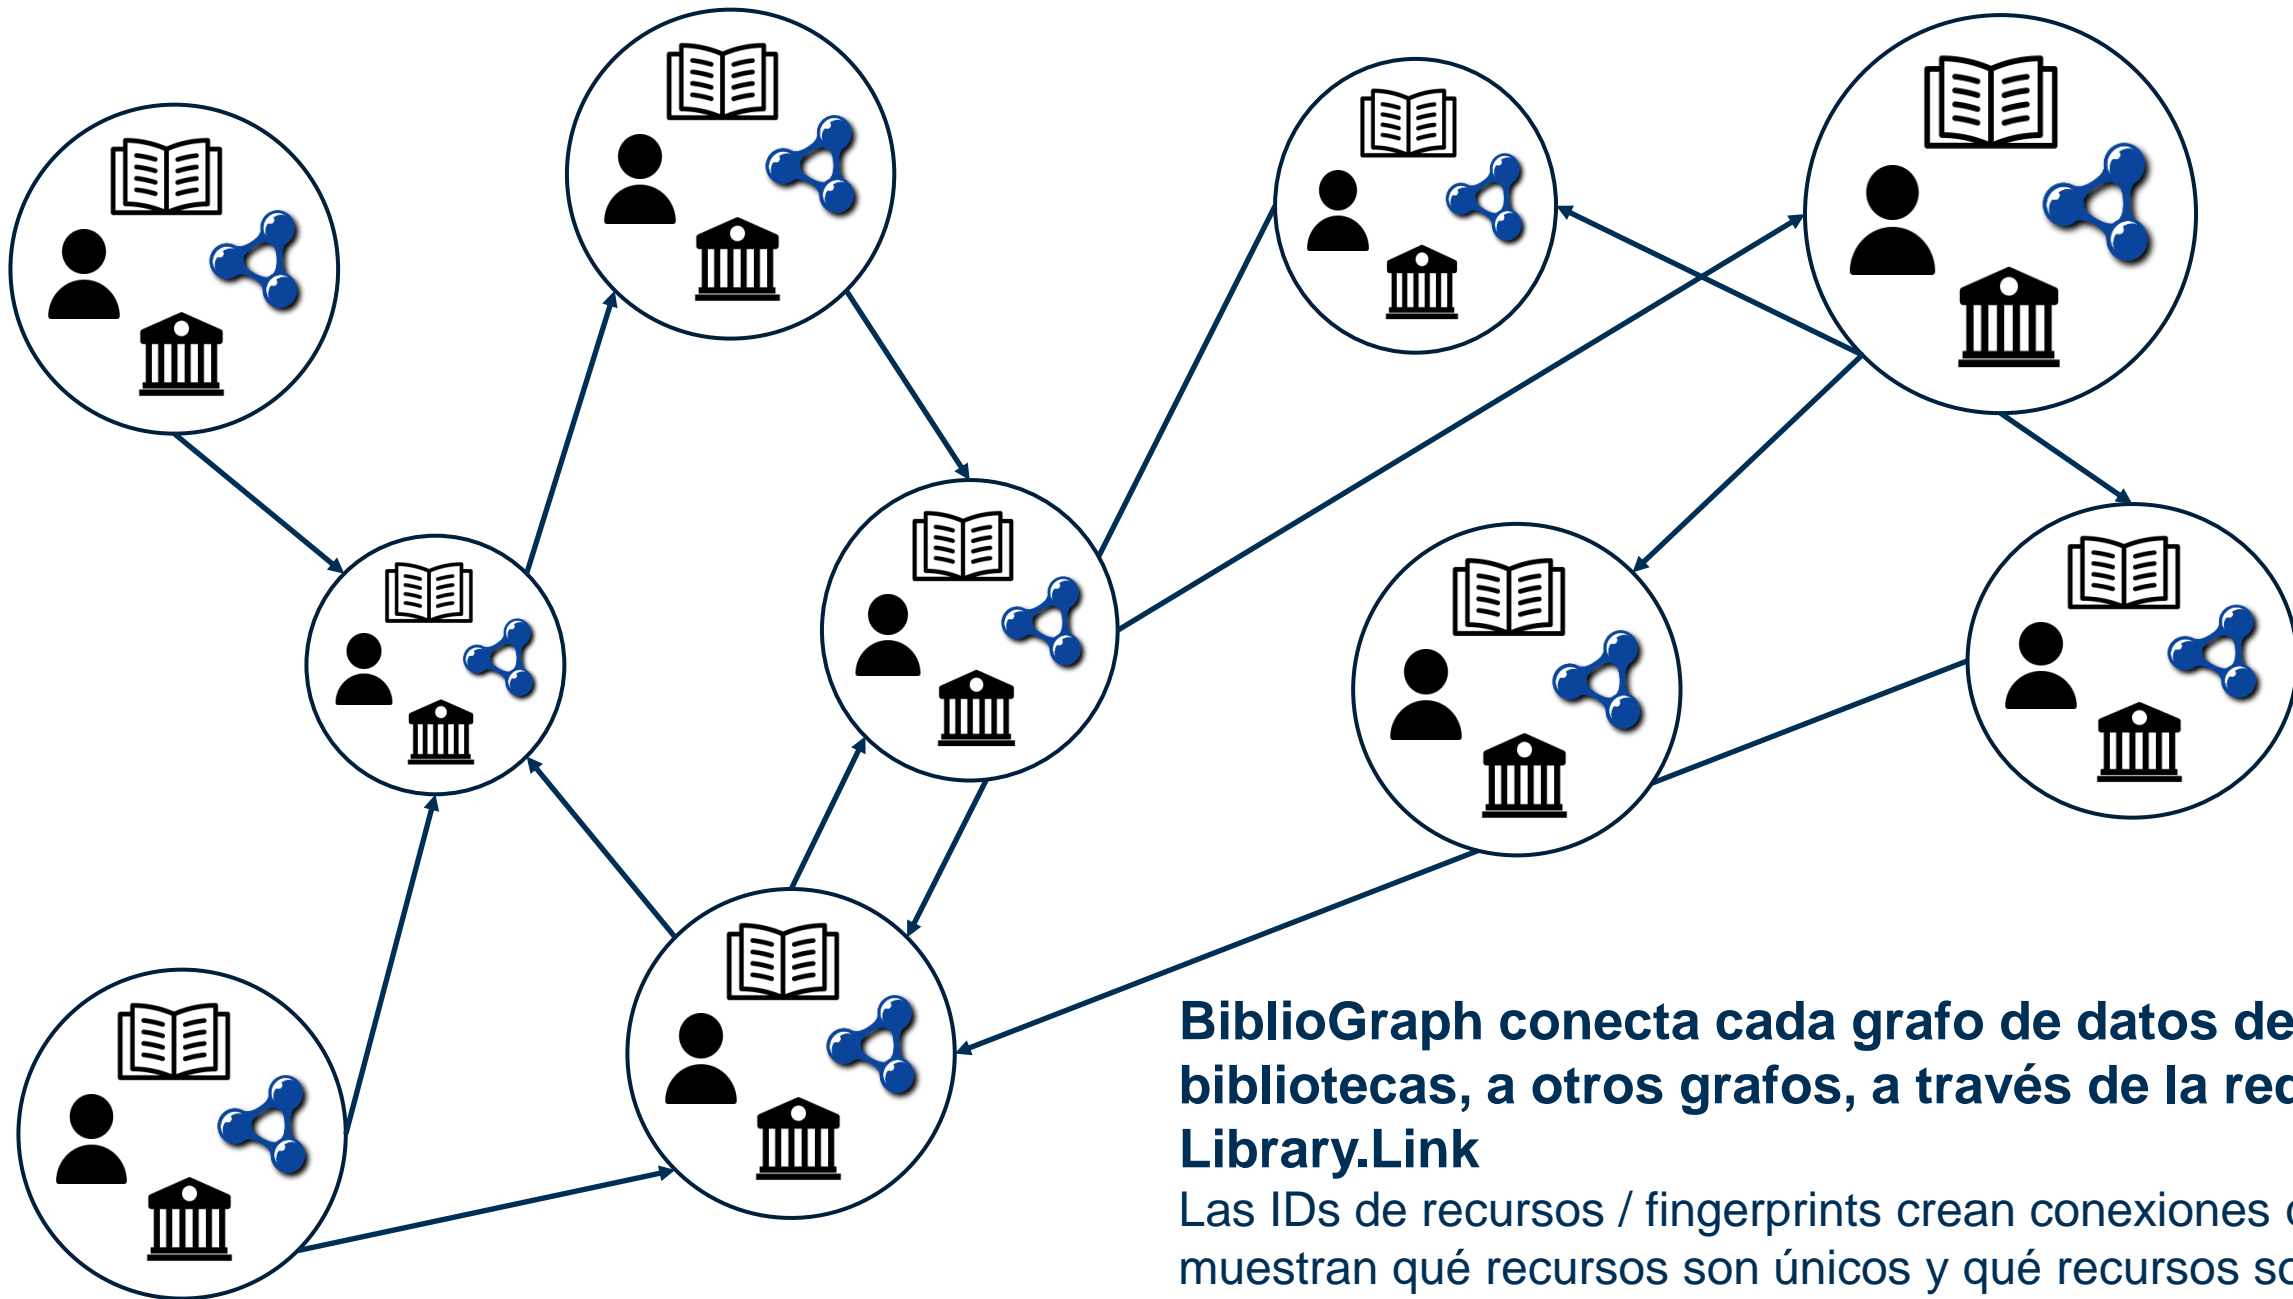 BiblioGraph conecta cada grafo de datos de
bibliotecas, a otros grafos, a través de la red
Library.Link
Las IDs de recursos / fingerprints crean conexiones
muestran qué recursos son únicos y qué recursos